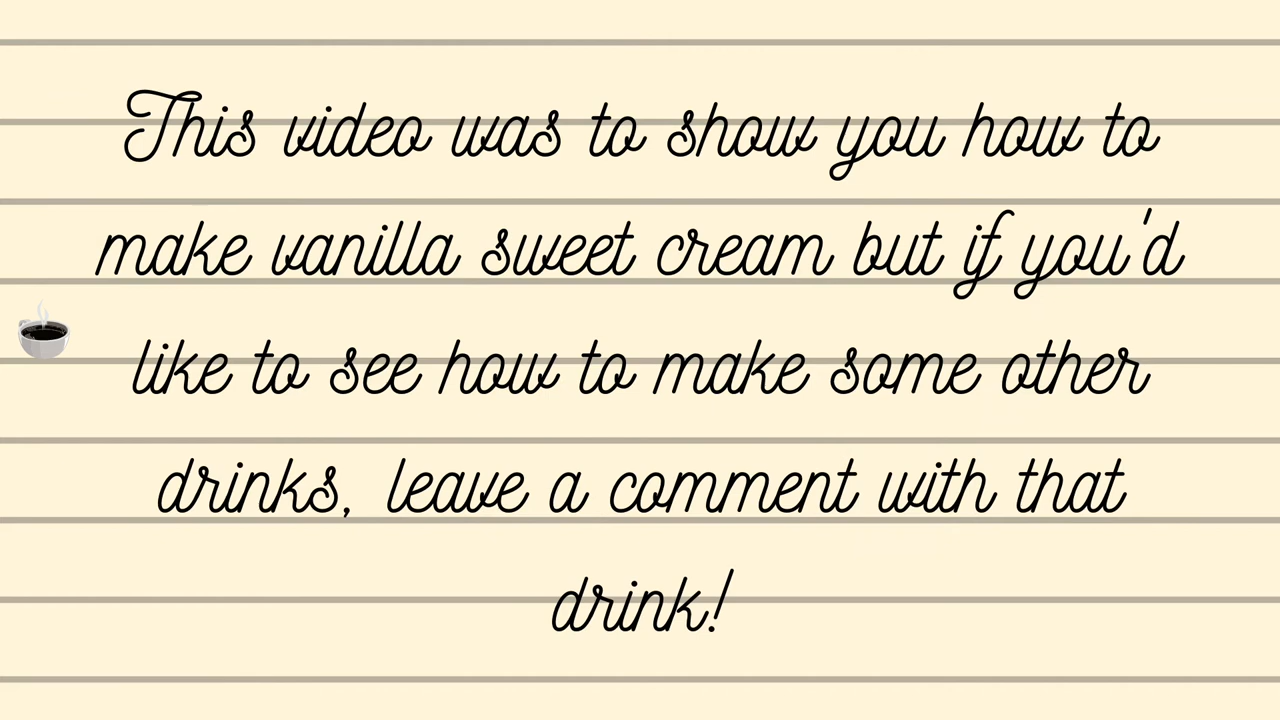 This video was to show you how to
make vanilla sweet cream but if you'd
like to see how to make some other
drinks, leave a comment with that
drink!